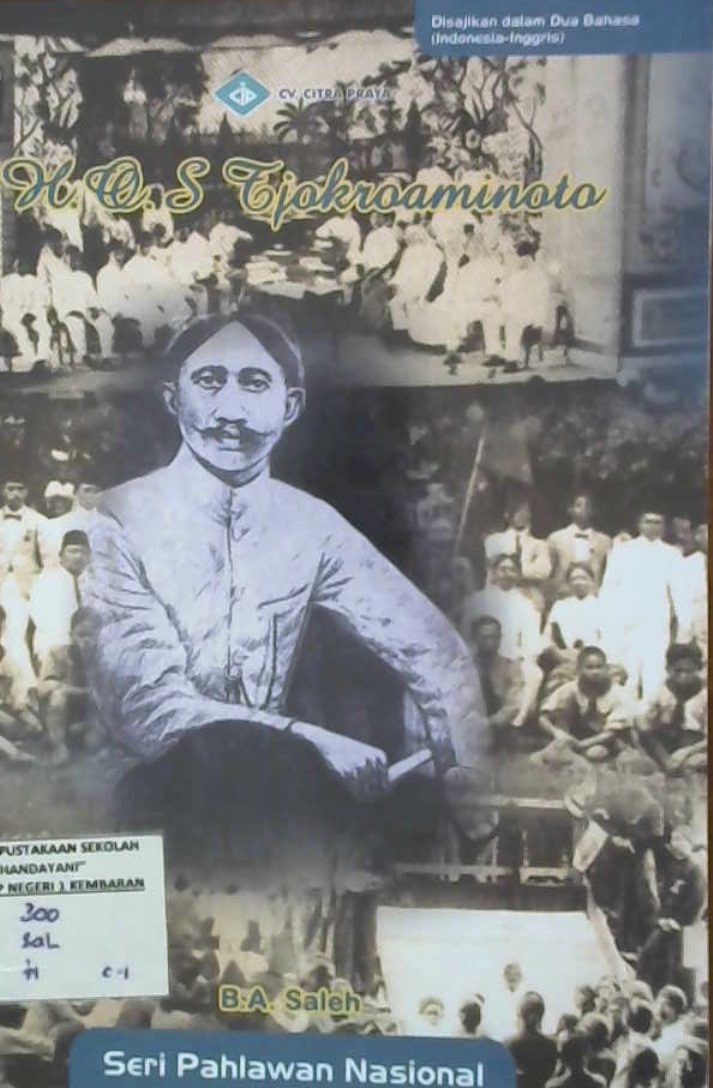 Disajikan dalam Dua Bahasa
(Indonesia-Inggris)
CV. CITRA PRAYA
H. O. S Tjokroaminoto
PUSTAKAAN SEKOLAH
HANDAYANI"
P NEGERI 1 KEMBARAN
300
SaL
h c-1
B.A. Saleh
Seri Pahlawan Nasional